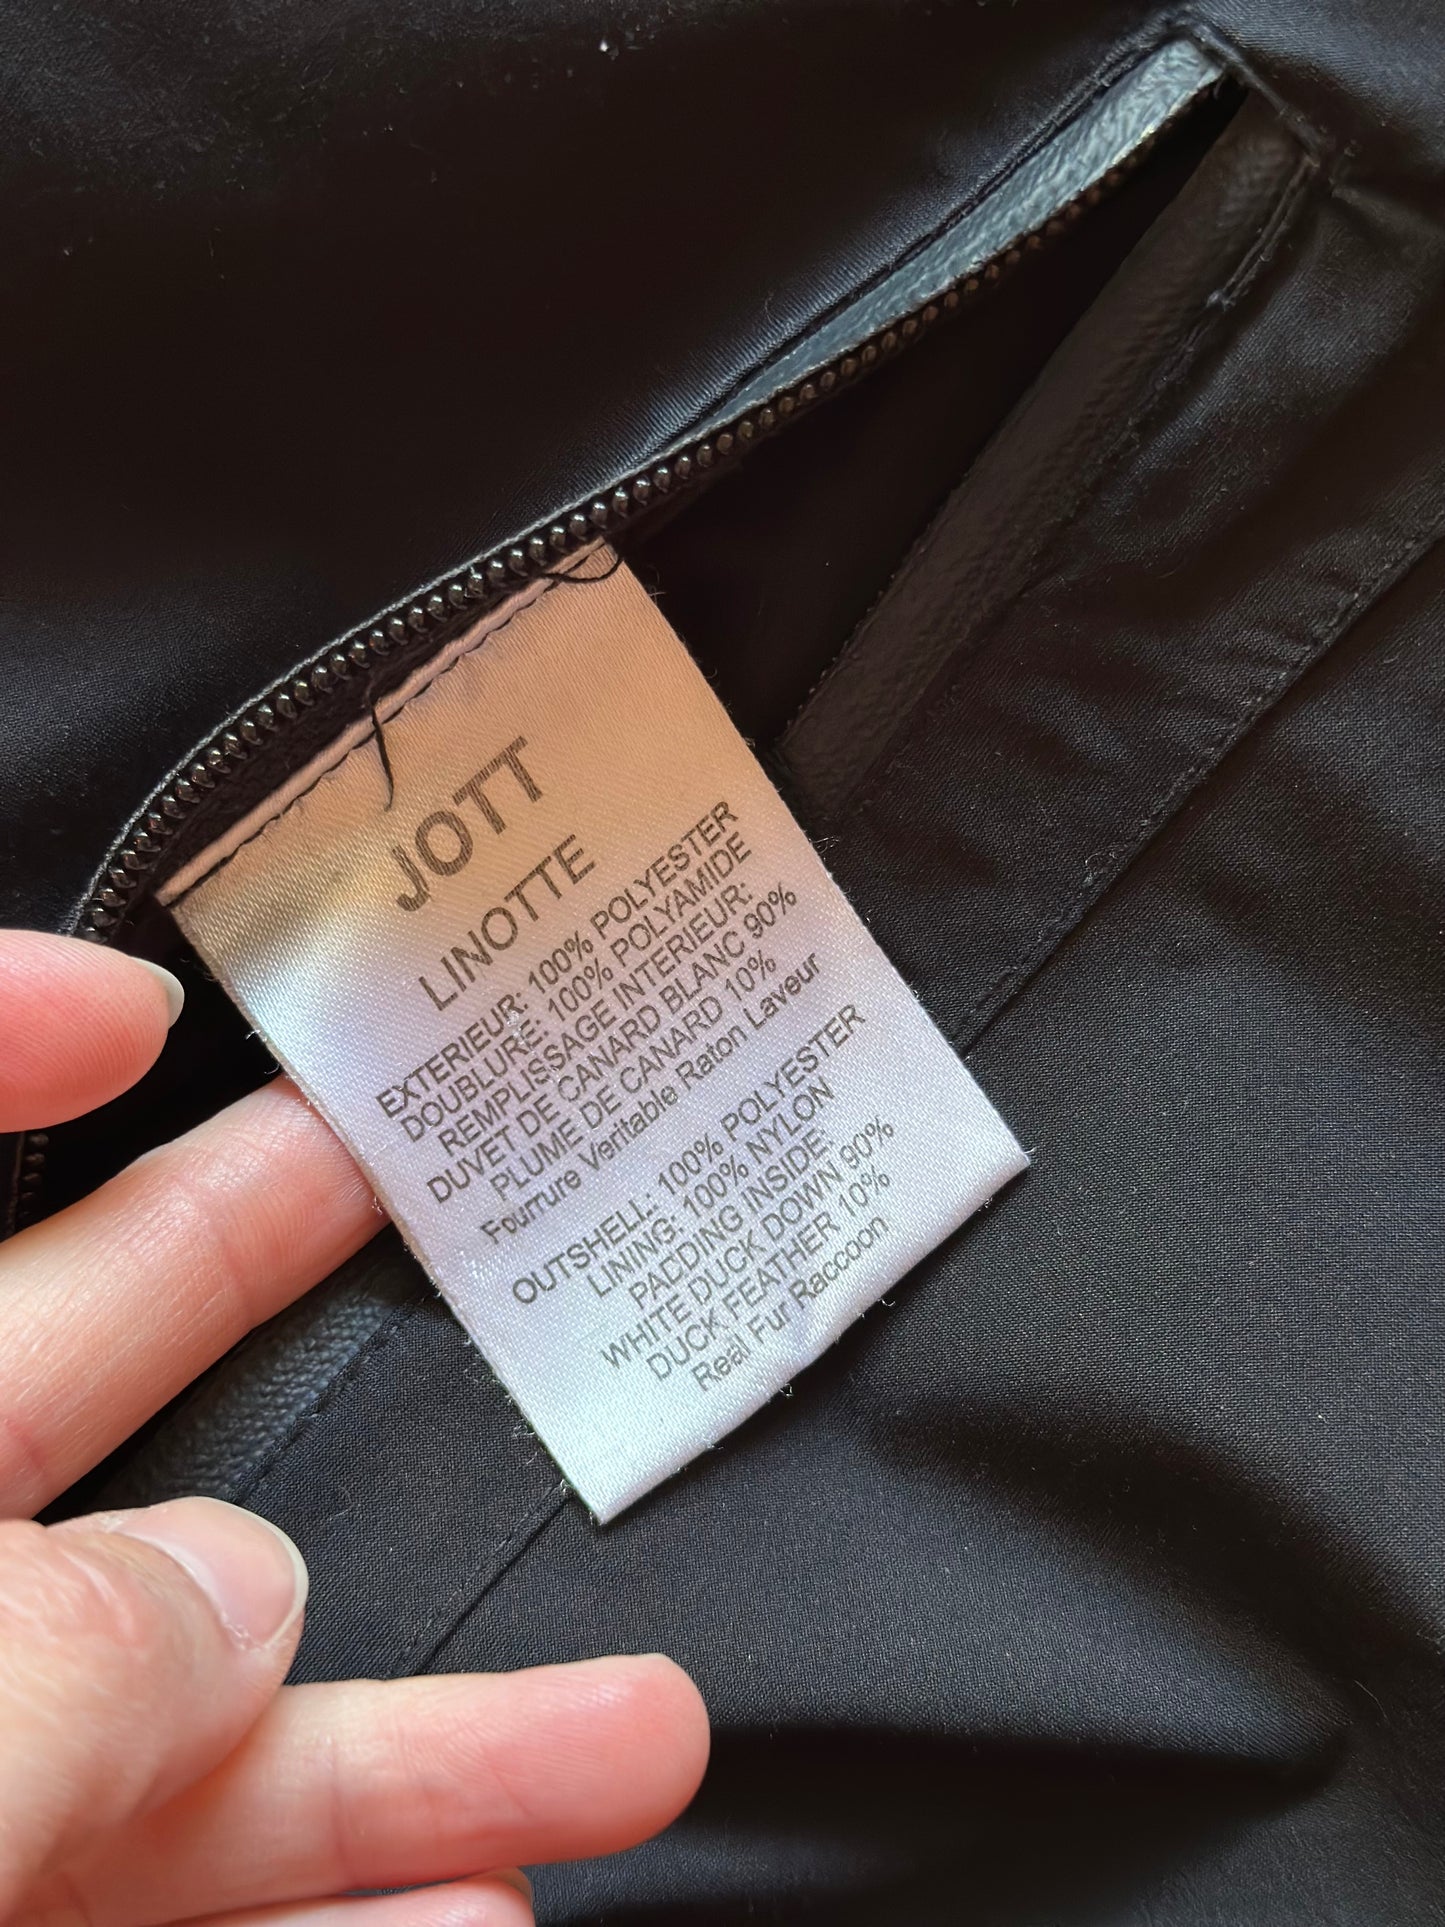 JOTT
LINOTTE
EXTERIEUR: 100% POLYESTER
DOUBLURE: 100% POLYAMIDE
REMPLISSAGE INTERIEUR:
DUVET DE CANARD BLANC 90%
PLUME DE CANARD 10%
Fourrure Veritable Raton Laveur
OUTSHELL: 100% POLYESTER
LINING: 100% NYLON
PADDING INSIDE:
WHITE DUCK DOWN 90%
DUCK FEATHER 10%
Real Fur Raccoon